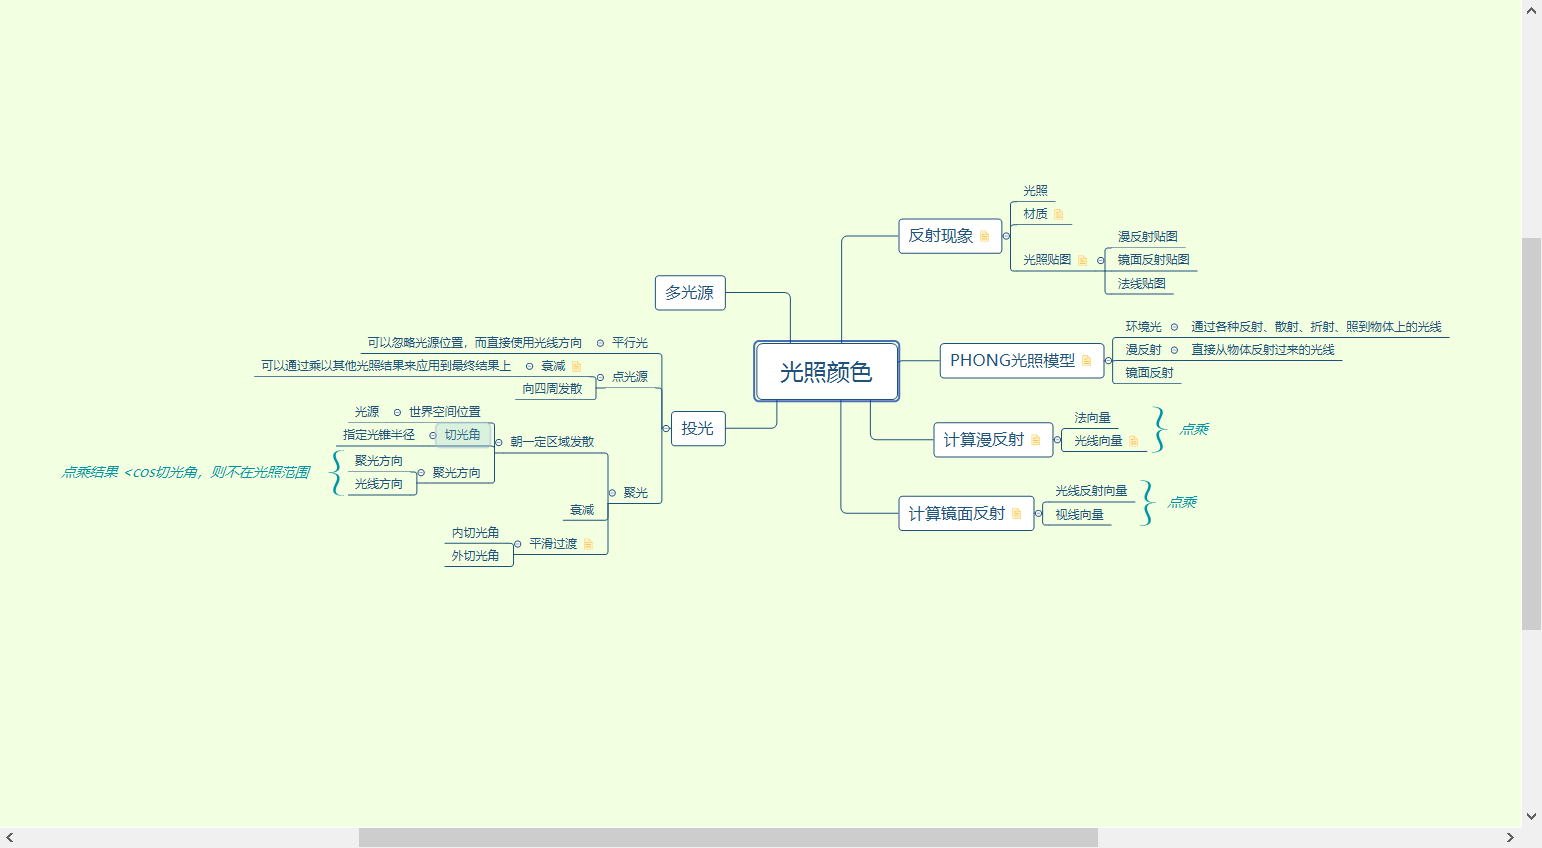 光照
材质
反射现象
光照贴图
漫反射贴图
镜面反射贴图
法线贴图
多光源
光照颜色
PHONG光照模型
环境光
通过各种反射、散射、折射、照到物体上的光线
漫反射
直接从物体反射过来的光线
镜面反射
计算漫反射
法向量
光线向量
点乘
计算镜面反射
光线反射向量
视线向量
点乘
投光
可以忽略光源位置，而直接使用光线方向
平行光
可以通过乘以其他光照结果来应用到最终结果上
衰减
点光源
向四周发散
光源
世界空间位置
指定光锥半径
切光角
朝一定区域发散
聚光方向
光线方向
聚光方向
点乘结果 <cos切光角，则不在光照范围
聚光
衰减
内切光角
外切光角
平滑过渡